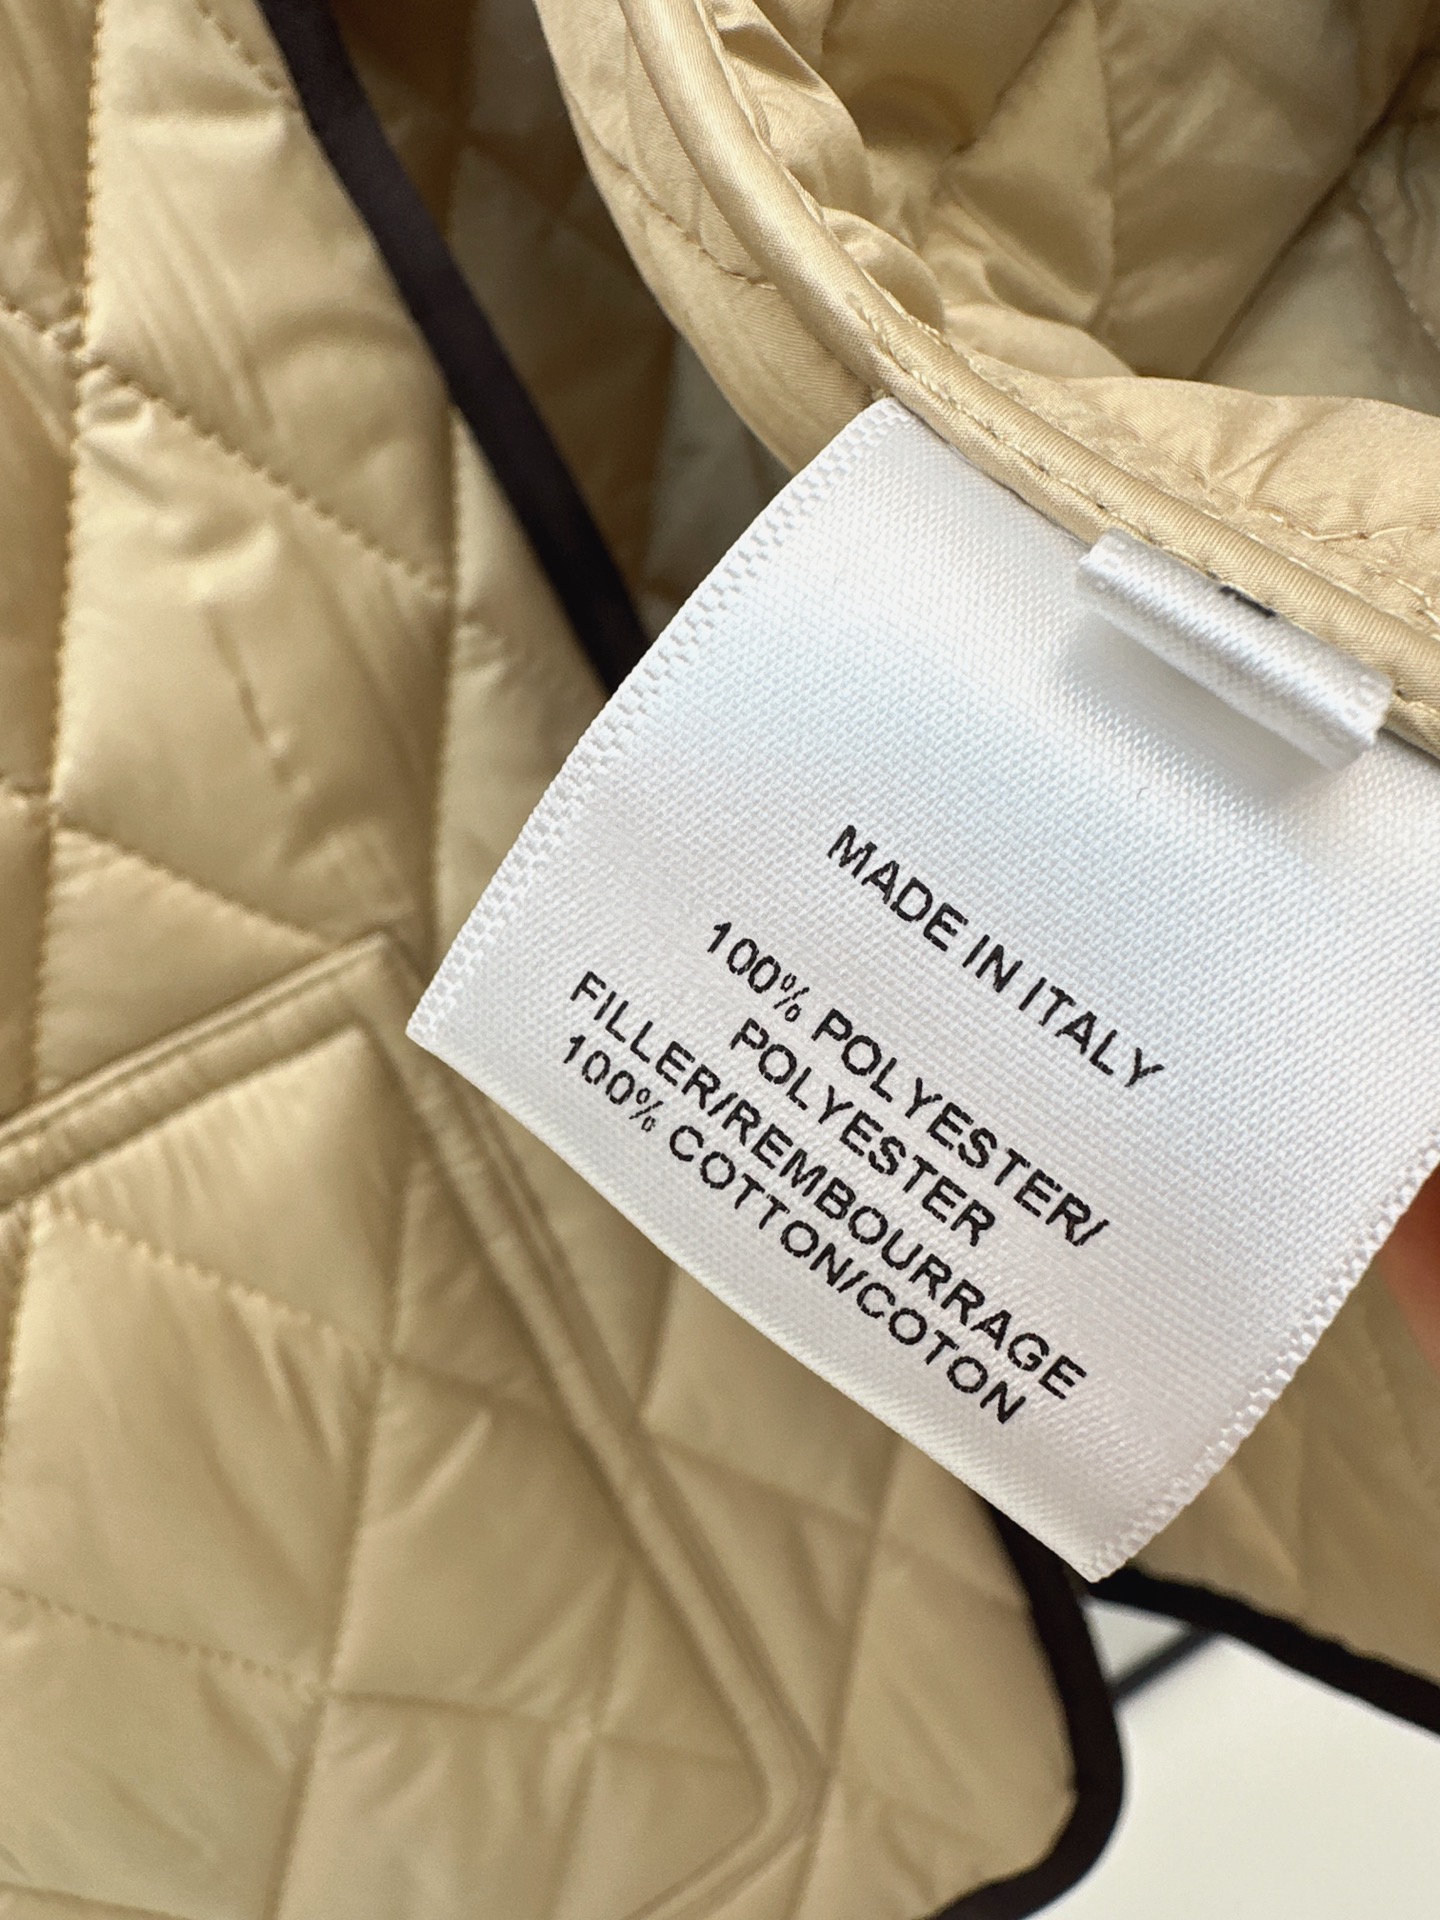 MADE IN ITALY
100% POLYESTER/
POLYESTER
FILLER/REMBOURRAGE
100% COTTON/COTON